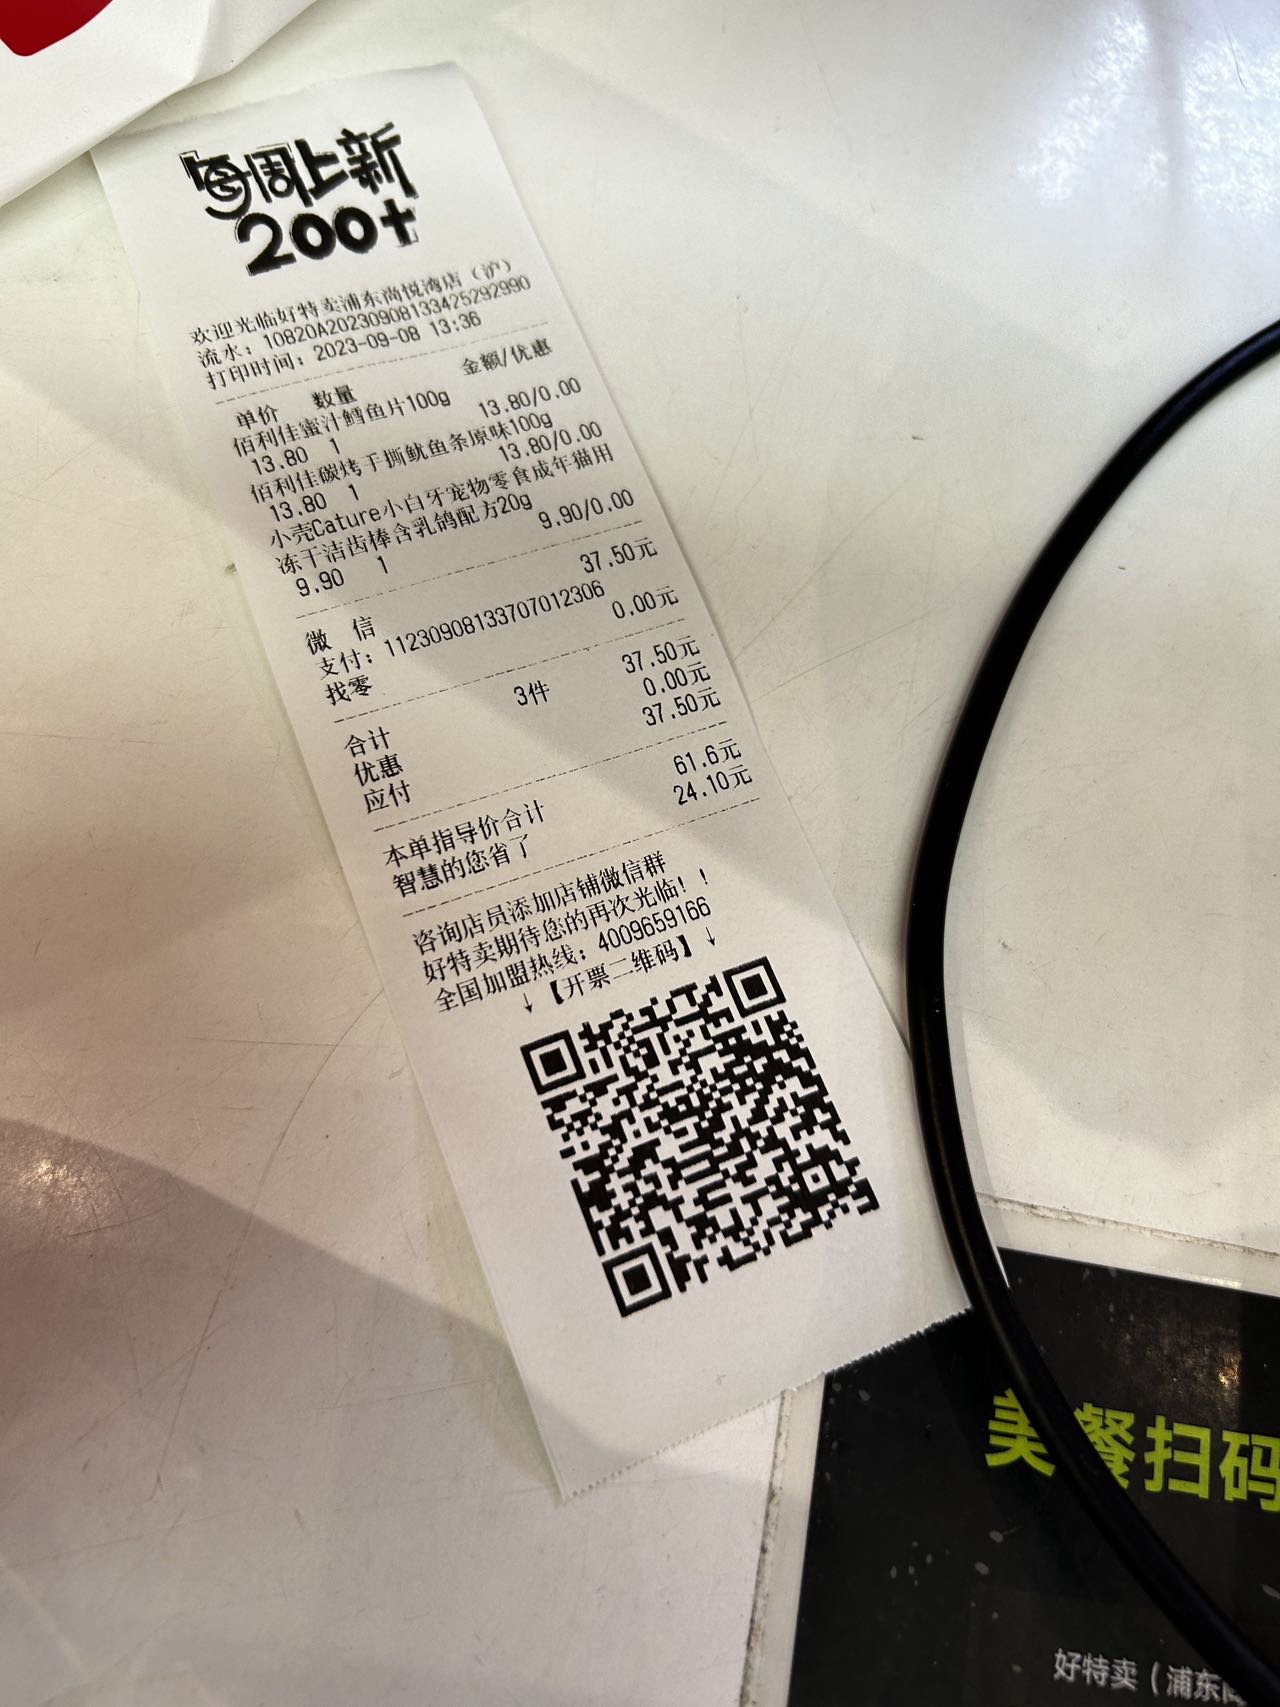 每周上新
200+
欢迎光临好特卖浦东尚悦湾店（沪）
流水：10820A20230908133425292990
打印时间：2023-09-08 13:36
单价 数量 金额/优惠
佰利佳蜜汁鳕鱼片100g
13.80 1 13.80/0.00
佰利佳碳烤手撕鱿鱼条原味100g
13.80 1 13.80/0.00
小壳Cature小白牙宠物零食成年猫用
冻干洁齿棒含乳鸽配方20g
9.90 1 9.90/0.00
微 信 37.50元
支付：11230908133707012306
找零 0.00元
合计 3件 37.50元
优惠 0.00元
应付 37.50元
本单指导价合计 61.6元
智慧的您省了 24.10元
咨询店员添加店铺微信群
好特卖期待您的再次光临！！
全国加盟热线：4009659166
↓【开票二维码】↓
美餐扫码
好特卖（浦东